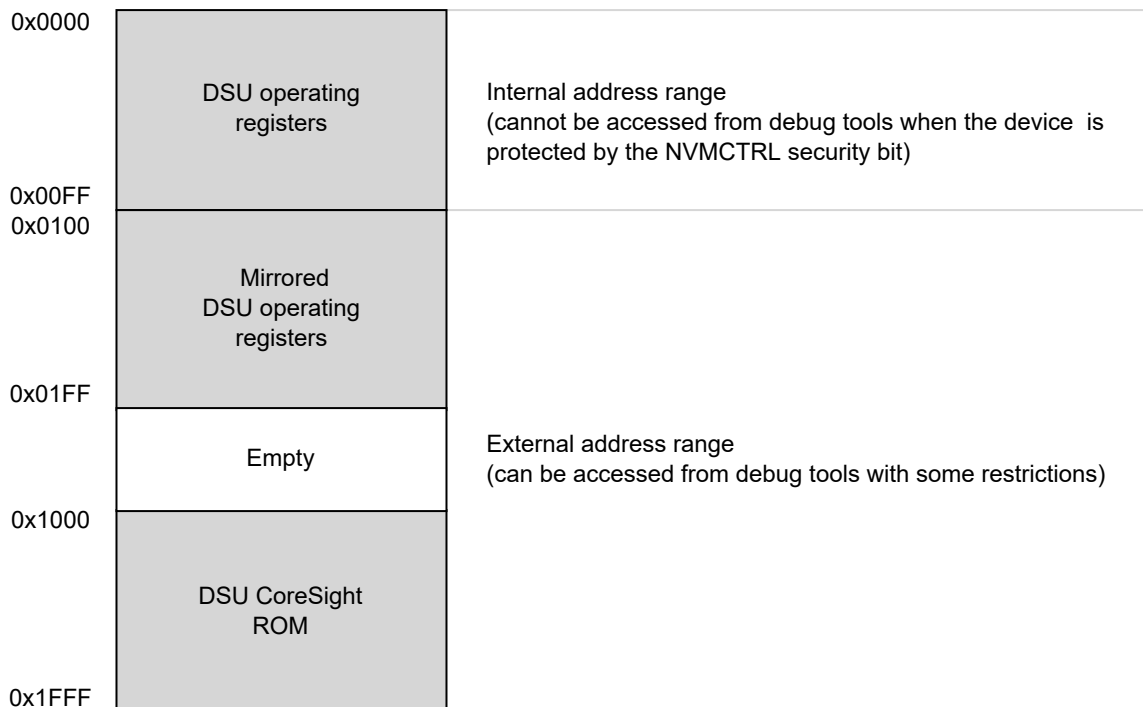 0x0000
DSU operating
registers
Internal address range
(cannot be accessed from debug tools when the device is
protected by the NVMCTRL security bit)
0x00FF
0x0100
Mirrored
DSU operating
registers
0x01FF
Empty
External address range
(can be accessed from debug tools with some restrictions)
0x1000
DSU CoreSight
ROM
0x1FFF